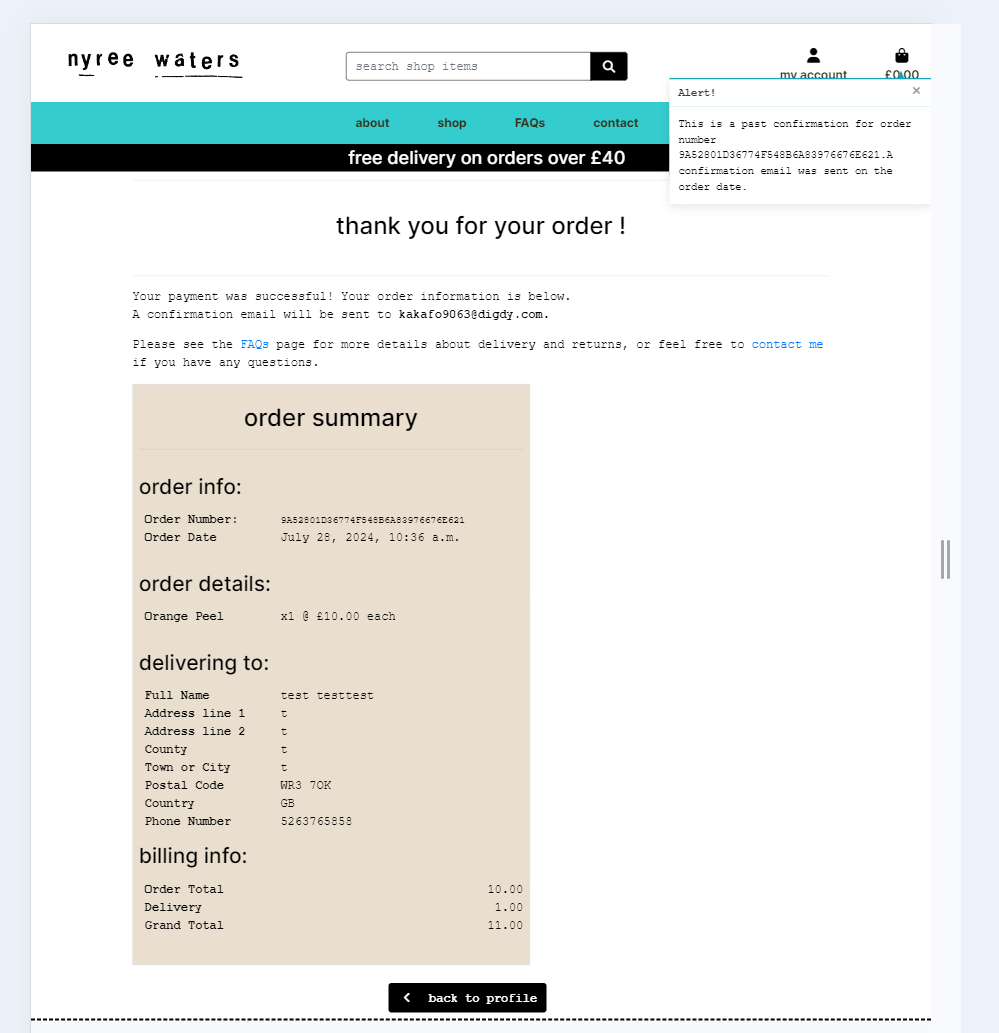 nyree waters
search shop items
my account
£0.00
about shop FAQs contact
free delivery on orders over £40
Alert! ×
This is a past confirmation for order
number
9A52801D36774F548B6A83976676E621.A
confirmation email was sent on the
order date.
thank you for your order !
Your payment was successful! Your order information is below.
A confirmation email will be sent to kakafo9063@digdy.com.
Please see the FAQs page for more details about delivery and returns, or feel free to contact me
if you have any questions.
order summary
order info:
Order Number: 9A52801D36774F548B6A83976676E621
Order Date July 28, 2024, 10:36 a.m.
order details:
Orange Peel x1 @ £10.00 each
delivering to:
Full Name test testtest
Address line 1 t
Address line 2 t
County t
Town or City t
Postal Code WR3 7OK
Country GB
Phone Number 5263765858
billing info:
Order Total 10.00
Delivery 1.00
Grand Total 11.00
back to profile